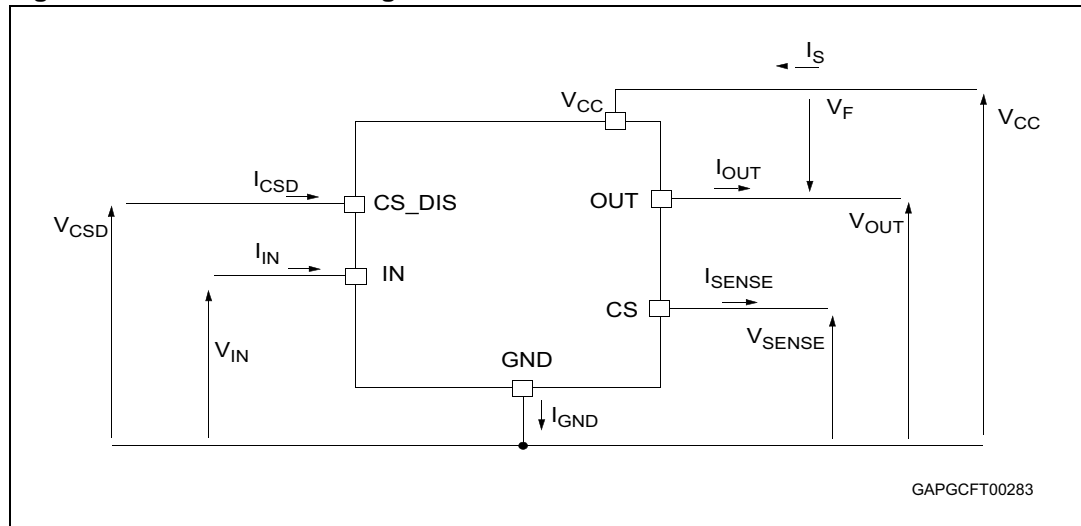 I_S
V_CC
V_F
V_CC
I_CSD
I_OUT
CS_DIS
OUT
V_CSD
V_OUT
I_IN
IN
I_SENSE
CS
V_IN
V_SENSE
GND
I_GND
GAPGCFT00283